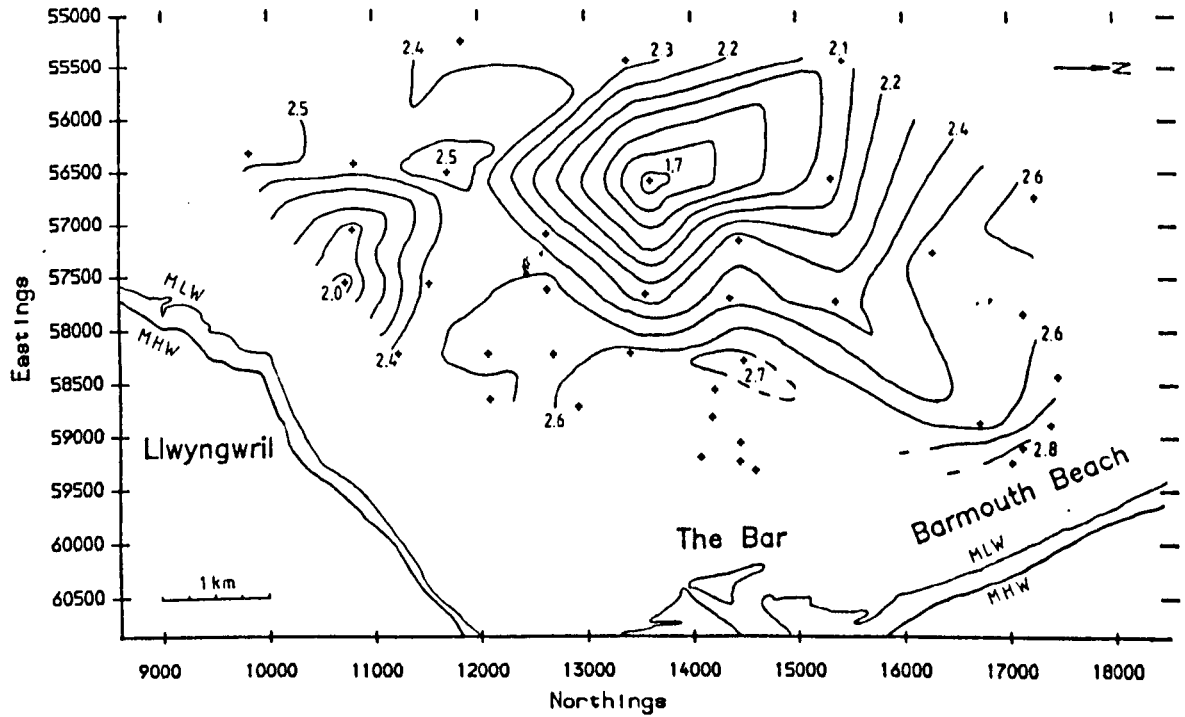 55000
55500
56000
56500
57000
57500
58000
58500
59000
59500
60000
60500
Eastings
2.4
2.3
2.2
2.1
N
2.2
2.5
2.4
2.5
1.7
2.6
2.0
MLW
MHW
2.4
2.6
2.7
2.6
2.8
Llwyngwril
Barmouth Beach
The Bar
MLW
MHW
1 km
9000 10000 11000 12000 13000 14000 15000 16000 17000 18000
Northings